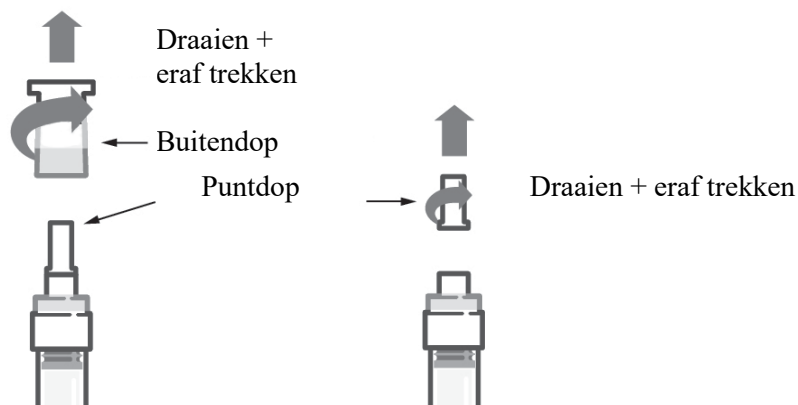 Draaien +
eraf trekken
Buitendop
Puntdop
Draaien + eraf trekken